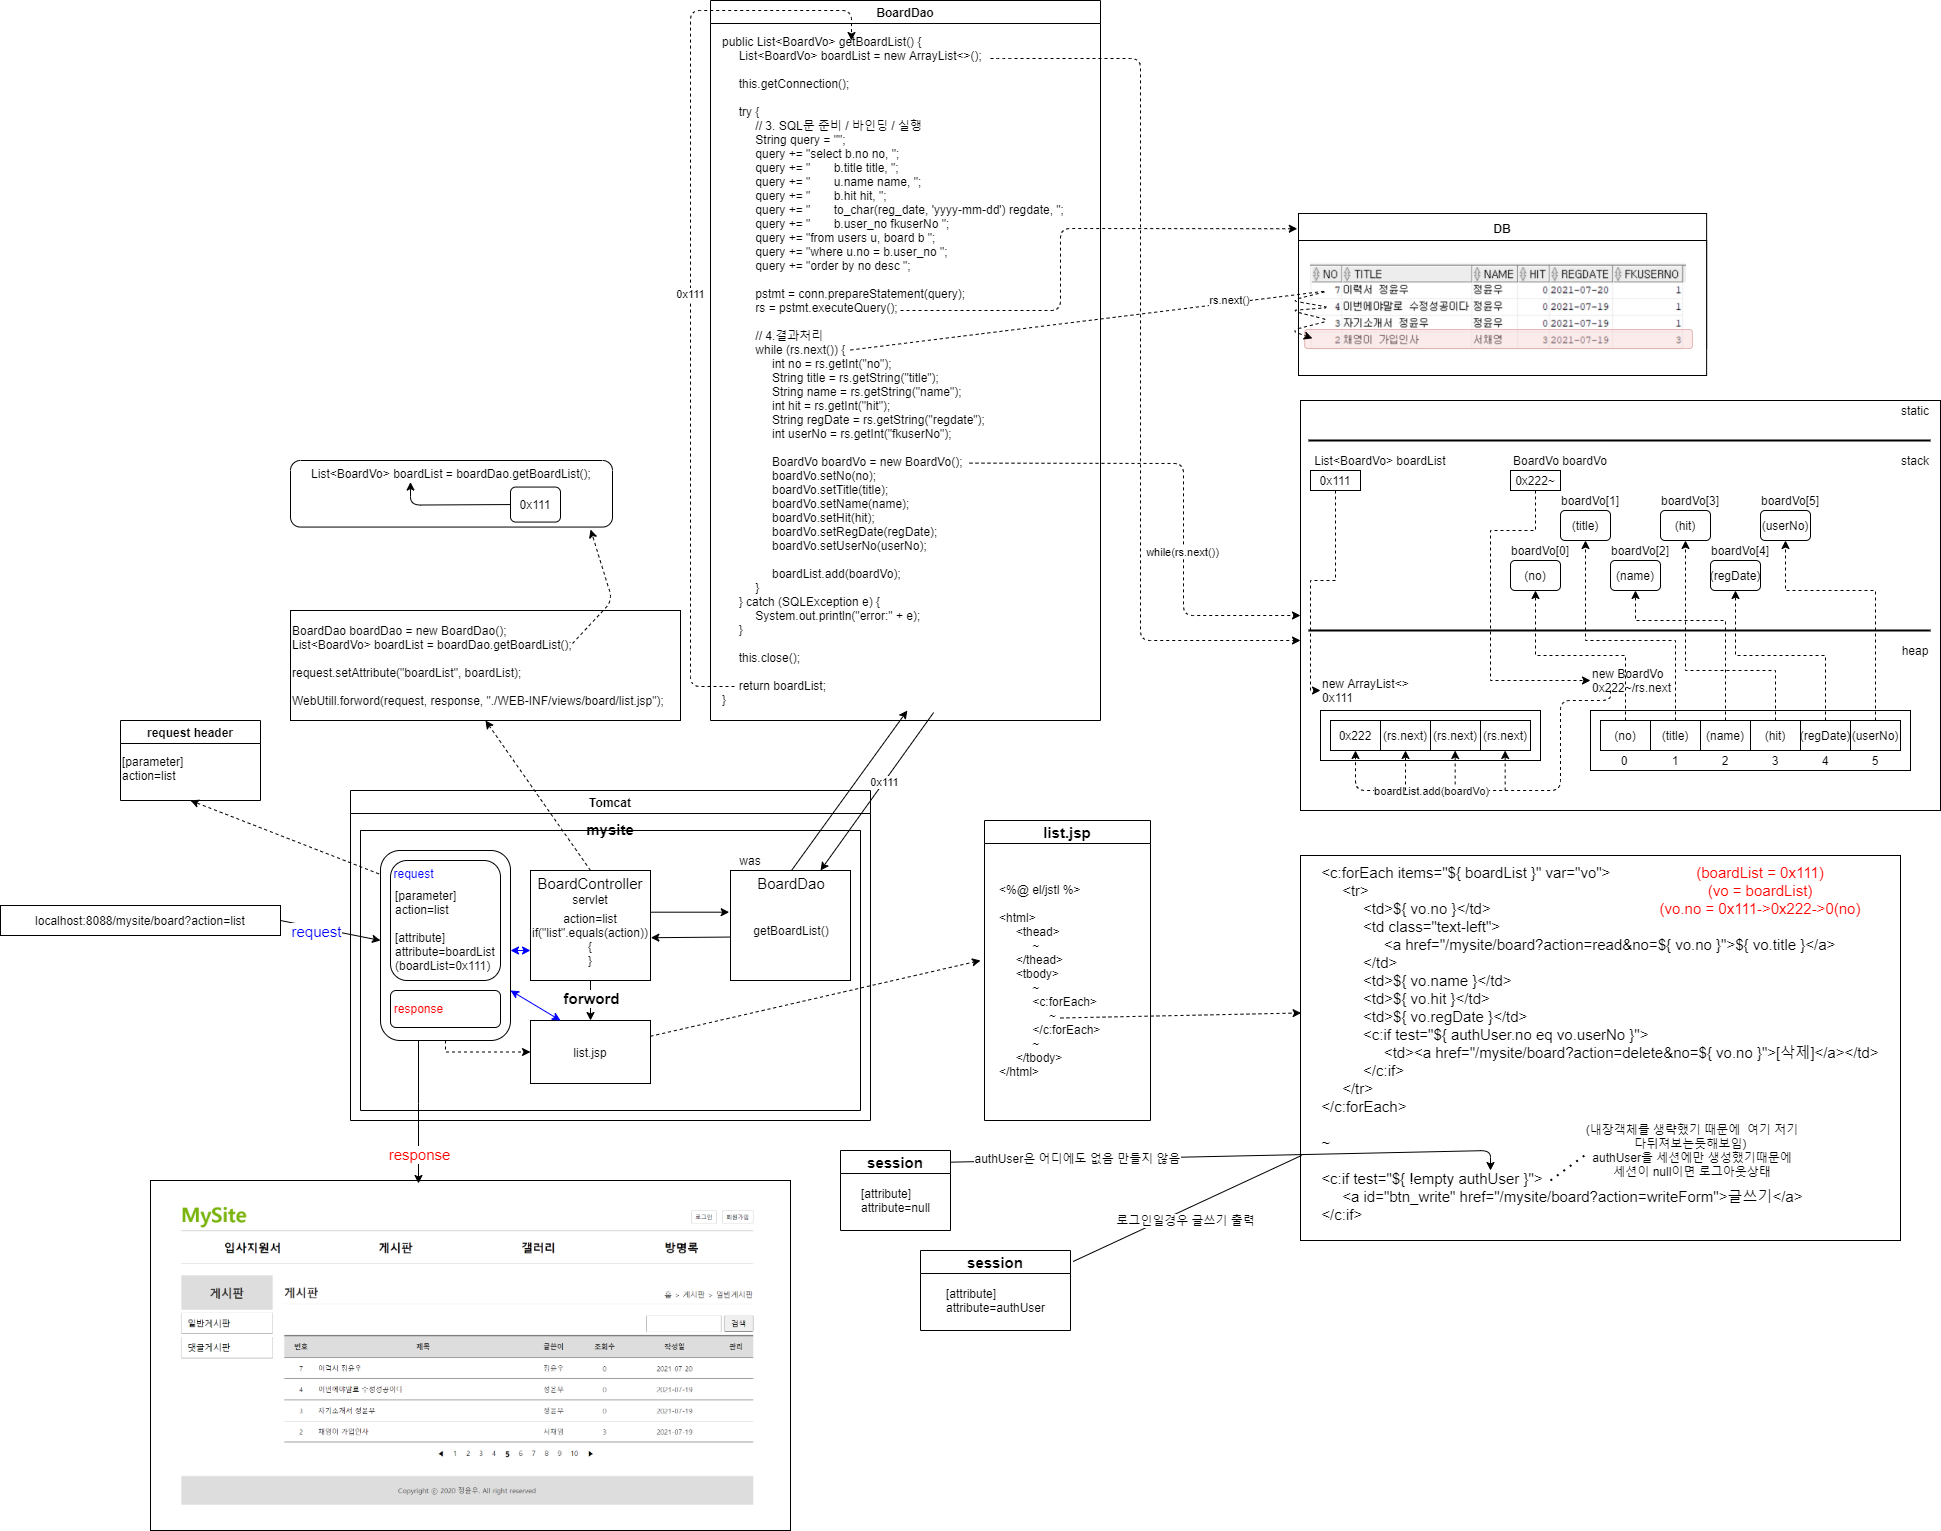 BoardDao
public List<BoardVo> getBoardList() {
List<BoardVo> boardList = new ArrayList<>();
this.getConnection();
try {
// 3. SQL문 준비 / 바인딩 / 실행
String query = "";
query += "select b.no no, ";
query += "       b.title title, ";
query += "       u.name name, ";
query += "       b.hit hit, ";
query += "       to_char(reg_date, 'yyyy-mm-dd') regdate, ";
query += "       b.user_no fkuserNo ";
query += "from users u, board b ";
query += "where u.no = b.user_no ";
query += "order by no desc ";
pstmt = conn.prepareStatement(query);
rs = pstmt.executeQuery();
// 4.결과처리
while (rs.next()) {
int no = rs.getInt("no");
String title = rs.getString("title");
String name = rs.getString("name");
int hit = rs.getInt("hit");
String regDate = rs.getString("regdate");
int userNo = rs.getInt("fkuserNo");
BoardVo boardVo = new BoardVo();
boardVo.setNo(no);
boardVo.setTitle(title);
boardVo.setName(name);
boardVo.setHit(hit);
boardVo.setRegDate(regDate);
boardVo.setUserNo(userNo);
boardList.add(boardVo);
}
} catch (SQLException e) {
System.out.println("error:" + e);
}
this.close();
return boardList;
}
0x111
rs.next()
while(rs.next())
DB
NO TITLE NAME HIT REGDATE FKUSERNO
7 이력서 정윤우 정윤우 0 2021-07-20 1
4 이번에야말로 수정성공이다 정윤우 0 2021-07-19 1
3 자기소개서 정윤우 정윤우 0 2021-07-19 1
2 채영이 가입인사 서채영 3 2021-07-19 3
static
List<BoardVo> boardList
BoardVo boardVo
stack
0x111
0x222~
boardVo[1] boardVo[3] boardVo[5]
(title) (hit) (userNo)
boardVo[0] boardVo[2] boardVo[4]
(no) (name) (regDate)
heap
new ArrayList<>
0x111
new BoardVo
0x222~/rs.next
0x222 (rs.next) (rs.next) (rs.next)
(no) (title) (name) (hit) (regDate) (userNo)
0 1 2 3 4 5
boardList.add(boardVo)
List<BoardVo> boardList = boardDao.getBoardList();
0x111
BoardDao boardDao = new BoardDao();
List<BoardVo> boardList = boardDao.getBoardList();
request.setAttribute("boardList", boardList);
WebUtill.forword(request, response, "./WEB-INF/views/board/list.jsp");
request header
[parameter]
action=list
0x111
Tomcat
mysite
localhost:8088/mysite/board?action=list
request
request
[parameter]
action=list
[attribute]
attribute=boardList
(boardList=0x111)
response
BoardController
servlet
action=list
if("list".equals(action))
{
}
was
BoardDao
getBoardList()
forword
list.jsp
list.jsp
<%@ el/jstl %>
<html>
<thead>
~
</thead>
<tbody>
~
<c:forEach>
~
</c:forEach>
~
</tbody>
</html>
<c:forEach items="${ boardList }" var="vo">
(boardList = 0x111)
<tr>
(vo = boardList)
<td>${ vo.no }</td>
(vo.no = 0x111->0x222->0(no)
<td class="text-left">
<a href="/mysite/board?action=read&no=${ vo.no }">${ vo.title }</a>
</td>
<td>${ vo.name }</td>
<td>${ vo.hit }</td>
<td>${ vo.regDate }</td>
<c:if test="${ authUser.no eq vo.userNo }">
<td><a href="/mysite/board?action=delete&no=${ vo.no }">[삭제]</a></td>
</c:if>
</tr>
</c:forEach>
~
(내장객체를 생략했기 때문에 여기 저기
다뒤져보는듯해보임)
authUser을 세션에만 생성했기때문에
세션이 null이면 로그아웃상태
<c:if test="${ !empty authUser }">
<a id="btn_write" href="/mysite/board?action=writeForm">글쓰기</a>
</c:if>
session
[attribute]
attribute=null
authUser은 어디에도 없음 만들지 않음
로그인일경우 글쓰기 출력
session
[attribute]
attribute=authUser
response
MySite
로그인 회원가입
입사지원서 게시판 갤러리 방명록
게시판
일반게시판
댓글게시판
게시판
홈 > 게시판 > 일반게시판
검색
번호 제목 글쓴이 조회수 작성일 관리
7 이력서 정윤우 정윤우 0 2021-07-20
4 이번에야말로 수정성공이다 정윤우 0 2021-07-19
3 자기소개서 정윤우 정윤우 0 2021-07-19
2 채영이 가입인사 서채영 3 2021-07-19
◀ 1 2 3 4 5 6 7 8 9 10 ▶
Copyright ⓒ 2020 정윤우. All right reserved